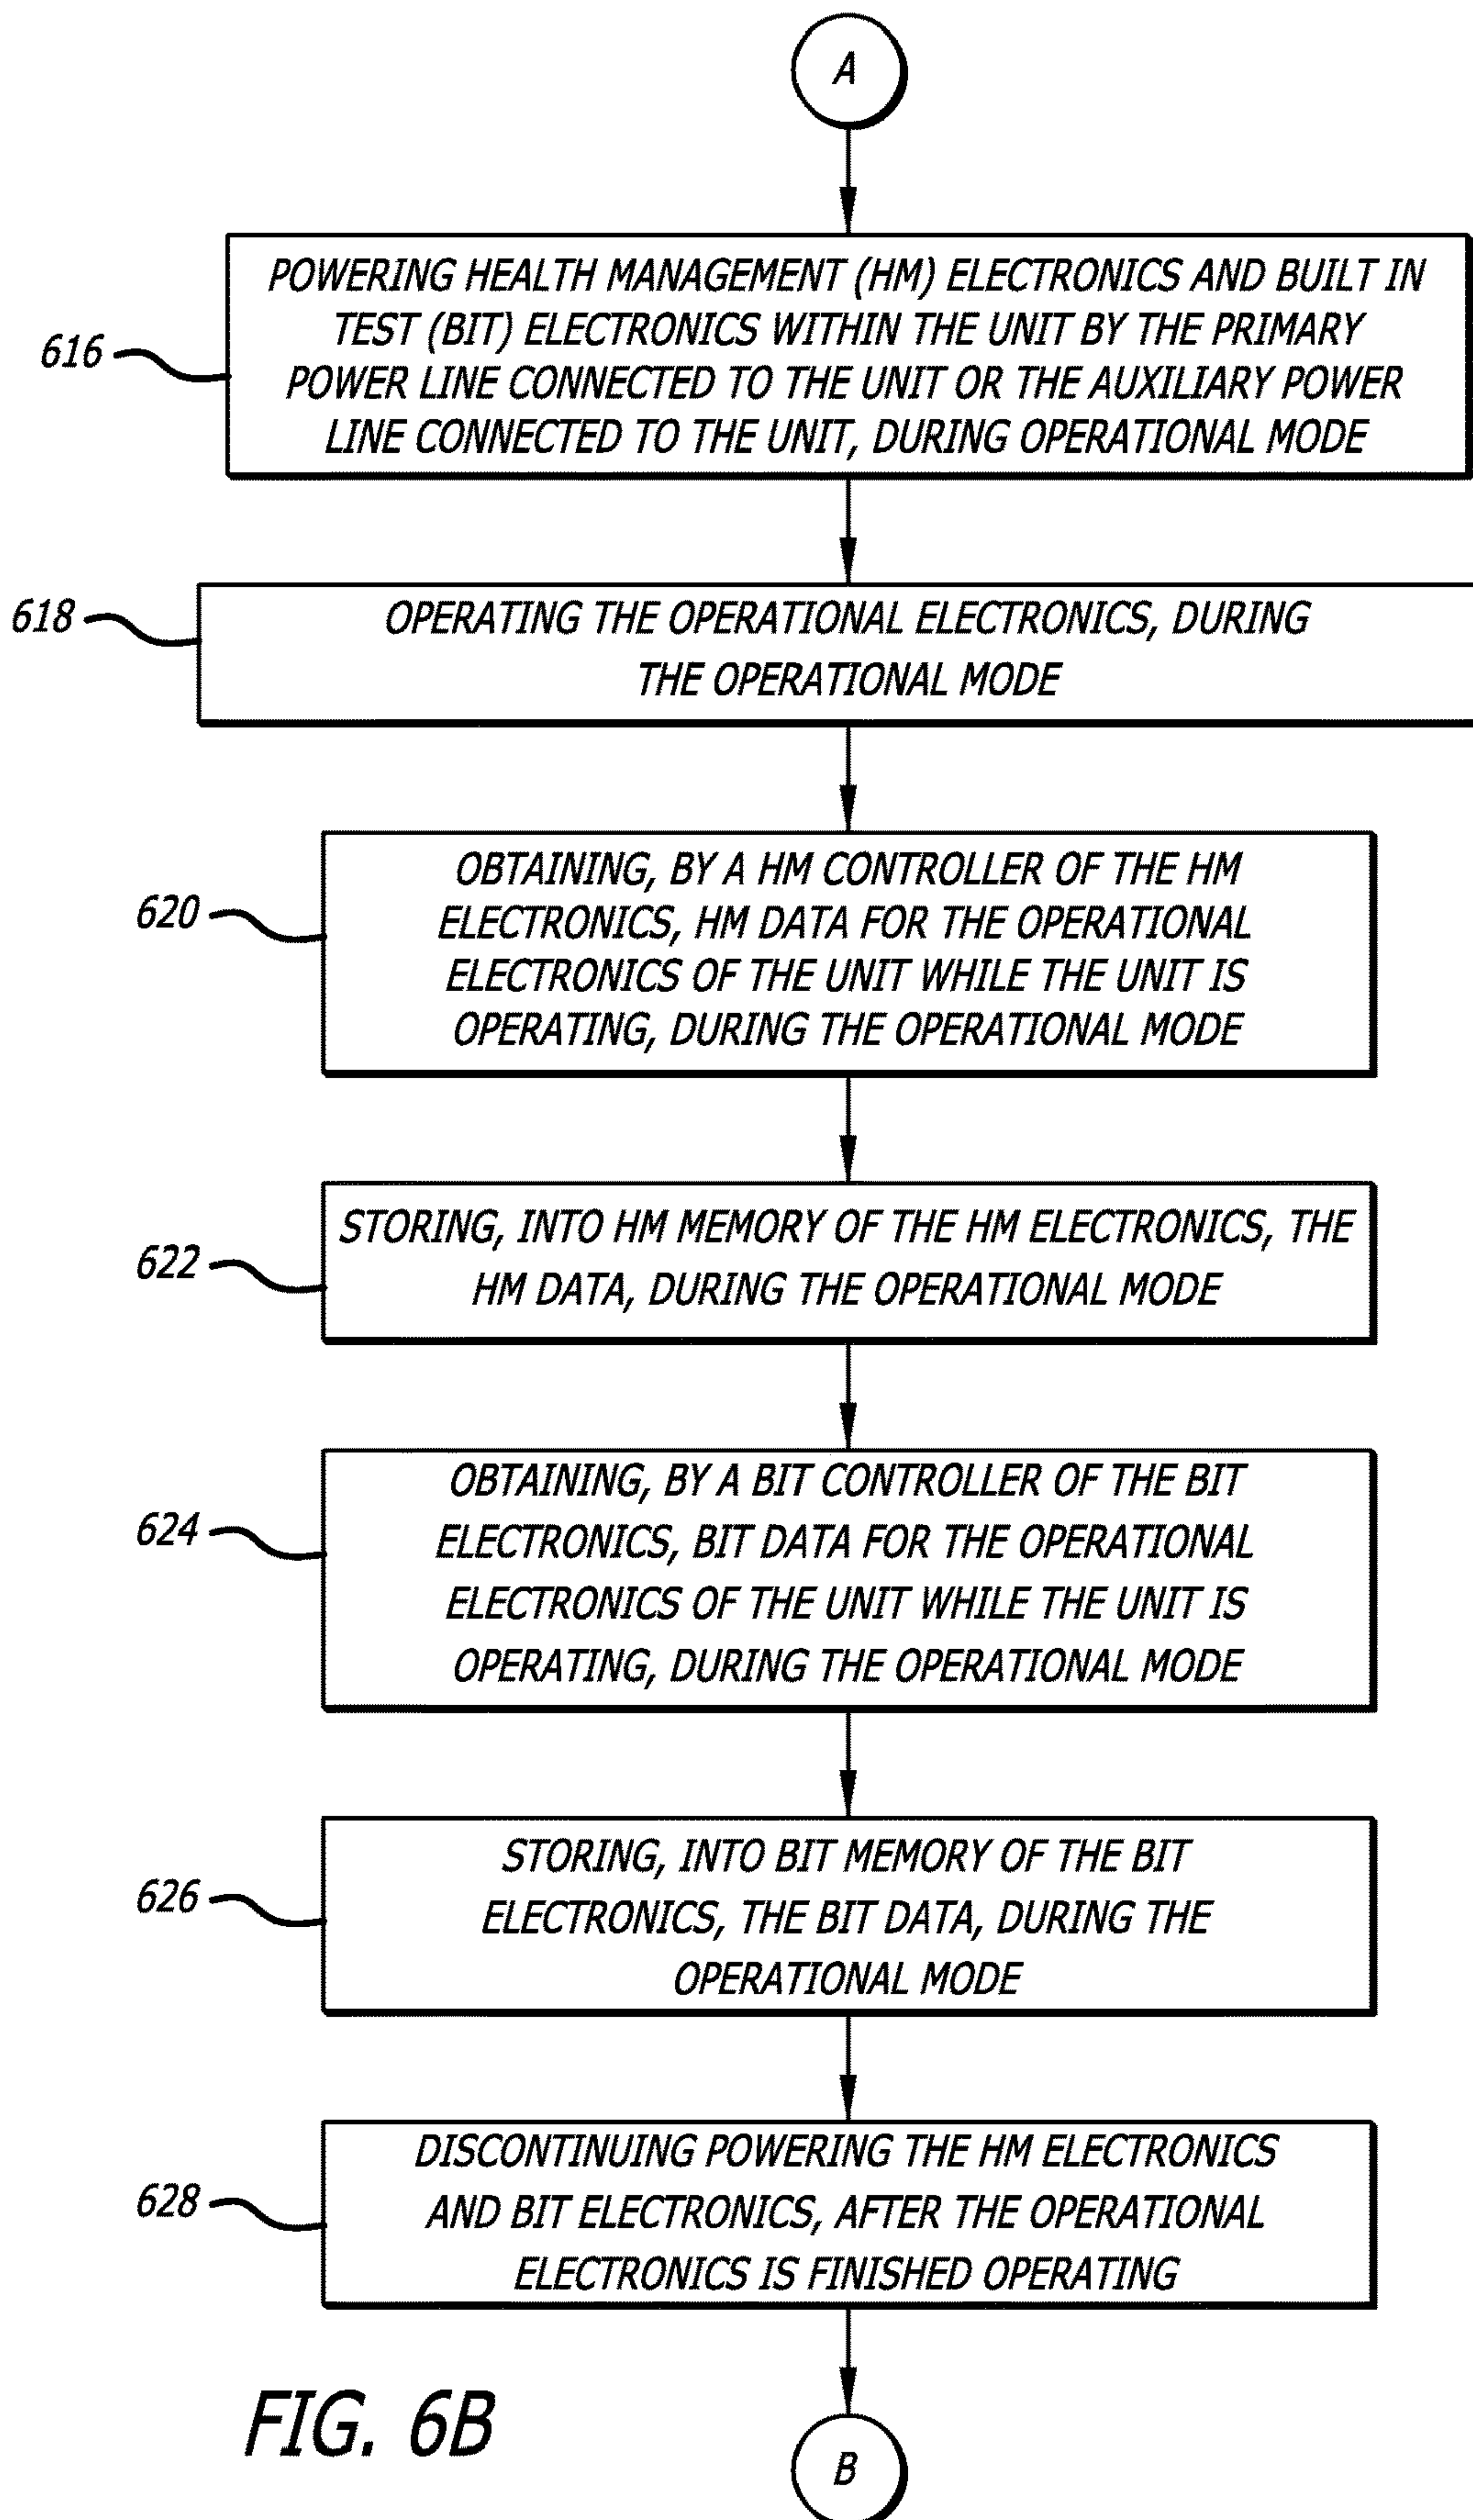 A
POWERING HEALTH MANAGEMENT (HM) ELECTRONICS AND BUILT IN
TEST (BIT) ELECTRONICS WITHIN THE UNIT BY THE PRIMARY
POWER LINE CONNECTED TO THE UNIT OR THE AUXILIARY POWER
LINE CONNECTED TO THE UNIT, DURING OPERATIONAL MODE
616
OPERATING THE OPERATIONAL ELECTRONICS, DURING
THE OPERATIONAL MODE
618
OBTAINING, BY A HM CONTROLLER OF THE HM
ELECTRONICS, HM DATA FOR THE OPERATIONAL
ELECTRONICS OF THE UNIT WHILE THE UNIT IS
OPERATING, DURING THE OPERATIONAL MODE
620
STORING, INTO HM MEMORY OF THE HM ELECTRONICS, THE
HM DATA, DURING THE OPERATIONAL MODE
622
OBTAINING, BY A BIT CONTROLLER OF THE BIT
ELECTRONICS, BIT DATA FOR THE OPERATIONAL
ELECTRONICS OF THE UNIT WHILE THE UNIT IS
OPERATING, DURING THE OPERATIONAL MODE
624
STORING, INTO BIT MEMORY OF THE BIT
ELECTRONICS, THE BIT DATA, DURING THE
OPERATIONAL MODE
626
DISCONTINUING POWERING THE HM ELECTRONICS
AND BIT ELECTRONICS, AFTER THE OPERATIONAL
ELECTRONICS IS FINISHED OPERATING
628
FIG. 6B
B